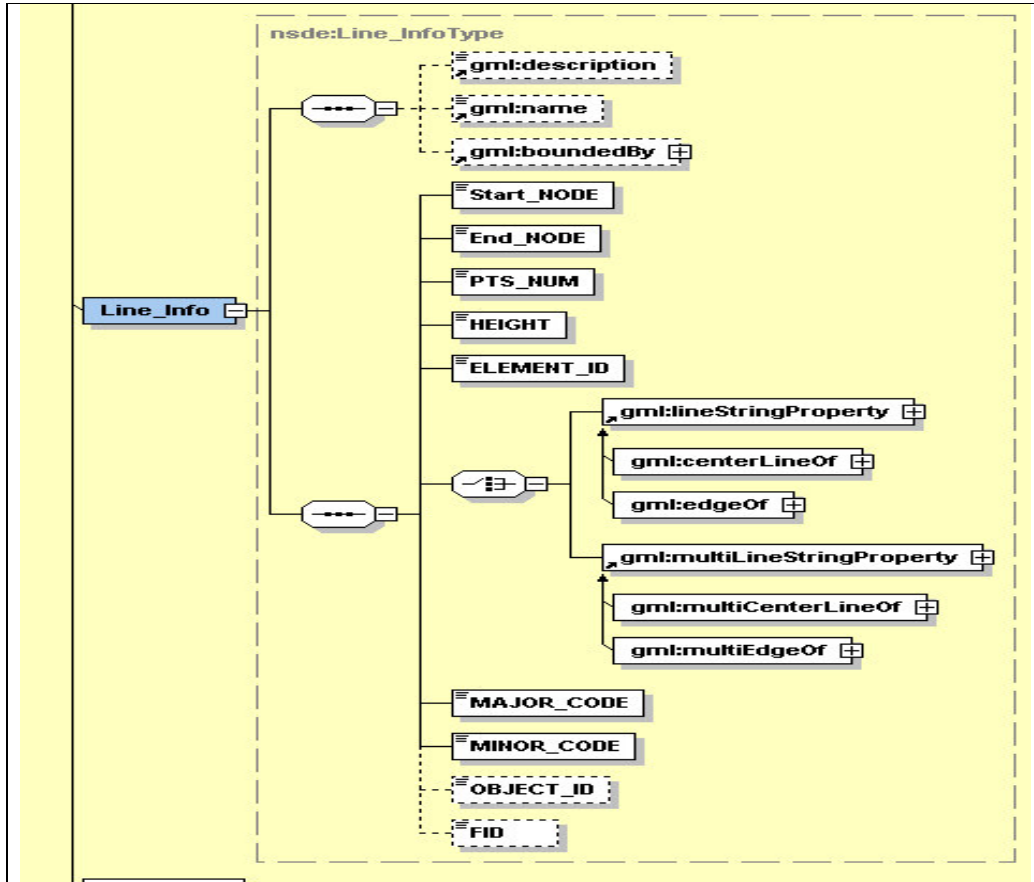 nsde:Line_InfoType
gml:description
gml:name
gml:boundedBy
Start_NODE
End_NODE
PTS_NUM
Line_Info
HEIGHT
ELEMENT_ID
gml:lineStringProperty
gml:centerLineOf
gml:edgeOf
gml:multiLineStringProperty
gml:multiCenterLineOf
gml:multiEdgeOf
MAJOR_CODE
MINOR_CODE
OBJECT_ID
FID